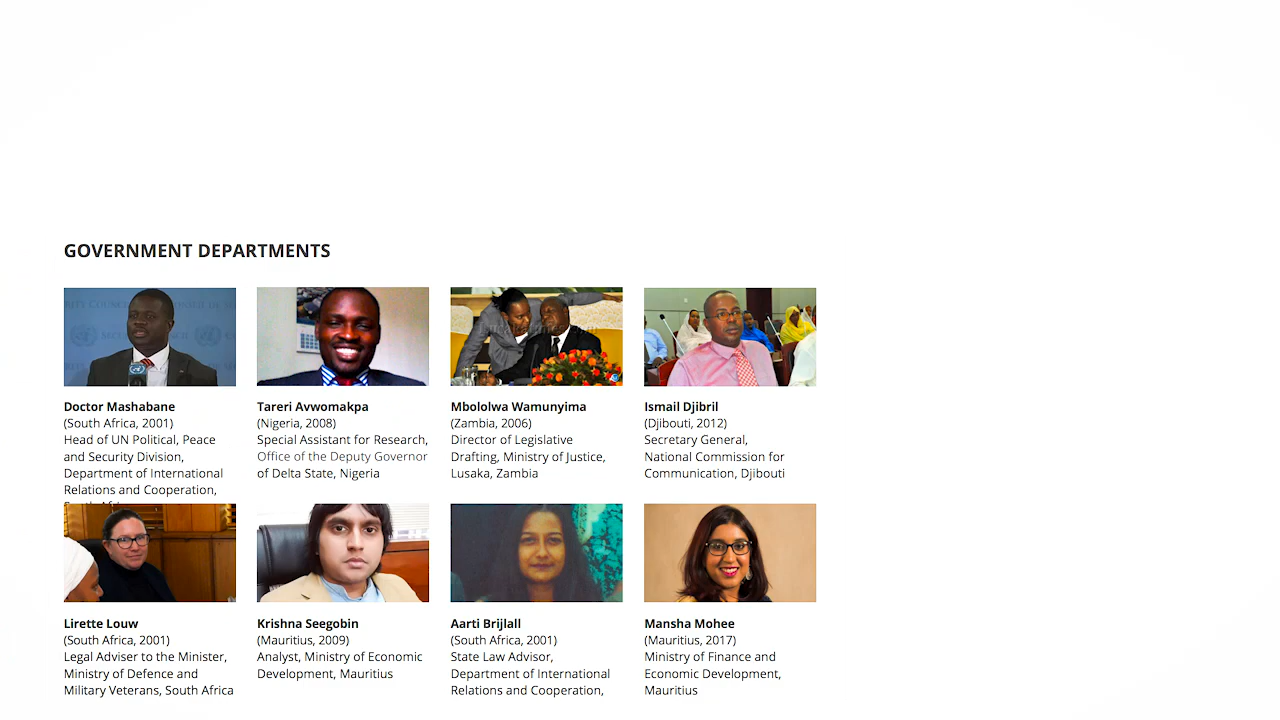 GOVERNMENT DEPARTMENTS
Doctor Mashabane
(South Africa, 2001)
Head of UN Political, Peace
and Security Division,
Department of International
Relations and Cooperation,
Tareri Avwomakpa
(Nigeria, 2008)
Special Assistant for Research,
Office of the Deputy Governor
of Delta State, Nigeria
Mbololwa Wamunyima
(Zambia, 2006)
Director of Legislative
Drafting, Ministry of Justice,
Lusaka, Zambia
Ismail Djibril
(Djibouti, 2012)
Secretary General,
National Commission for
Communication, Djibouti
Lirette Louw
(South Africa, 2001)
Legal Adviser to the Minister,
Ministry of Defence and
Military Veterans, South Africa
Krishna Seegobin
(Mauritius, 2009)
Analyst, Ministry of Economic
Development, Mauritius
Aarti Brijlall
(South Africa, 2001)
State Law Advisor,
Department of International
Relations and Cooperation,
Mansha Mohee
(Mauritius, 2017)
Ministry of Finance and
Economic Development,
Mauritius